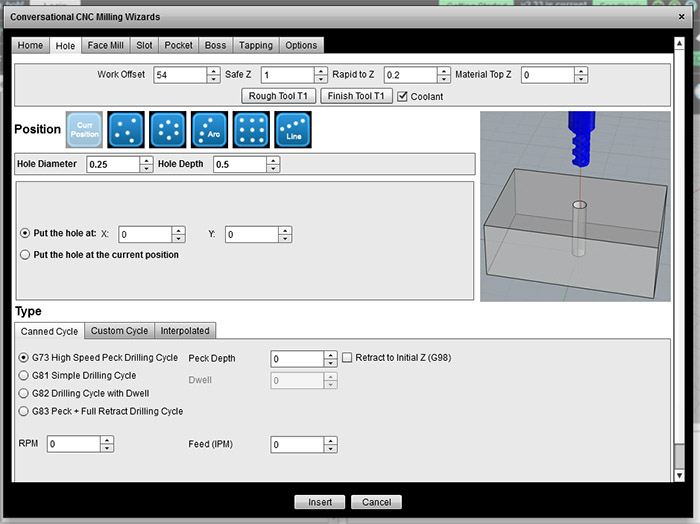 Conversational CNC Milling Wizards
Home Hole Face Mill Slot Pocket Boss Tapping Options
Work Offset 54 Safe Z 1 Rapid to Z 0.2 Material Top Z 0
Rough Tool T1 Finish Tool T1 Coolant
Position Curr Position Arc Line
Hole Diameter 0.25 Hole Depth 0.5
Put the hole at: X: 0 Y: 0
Put the hole at the current position
Type
Canned Cycle Custom Cycle Interpolated
G73 High Speed Peck Drilling Cycle Peck Depth 0 Retract to Initial Z (G98)
G81 Simple Drilling Cycle Dwell 0
G82 Drilling Cycle with Dwell
G83 Peck + Full Retract Drilling Cycle
RPM 0 Feed (IPM) 0
Insert Cancel